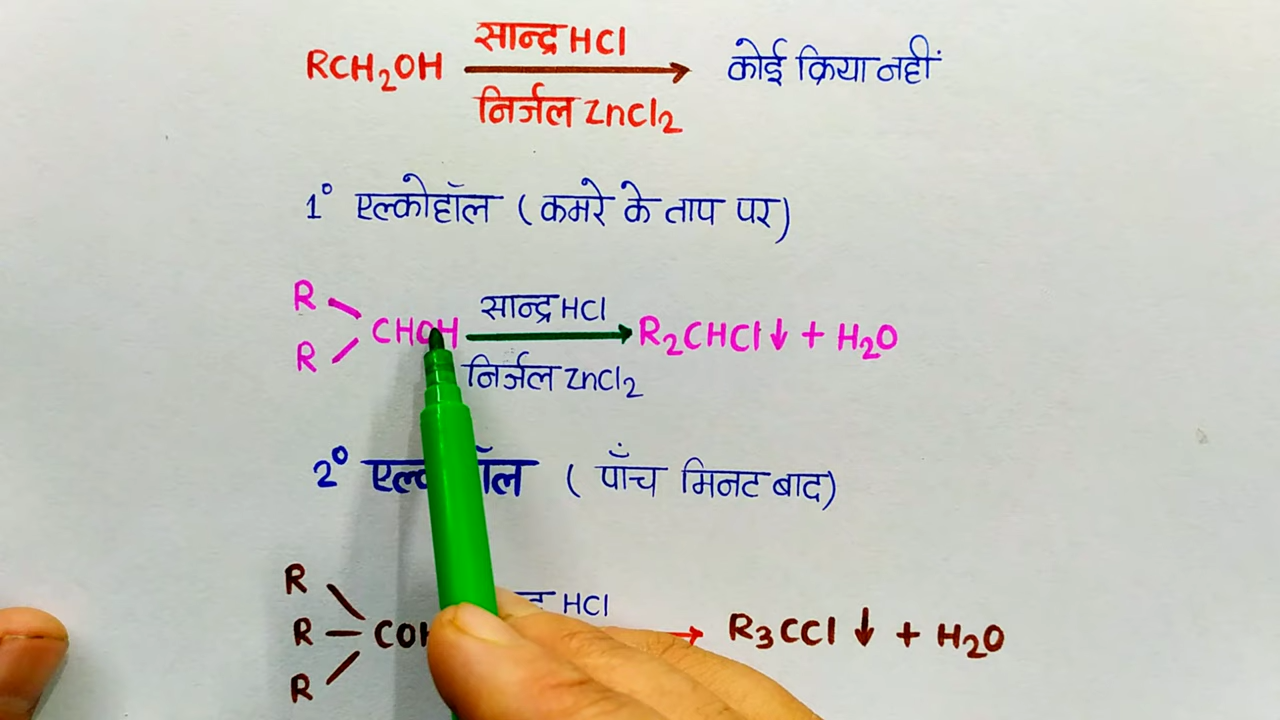 सान्द्र HCl
RCH₂OH → कोई क्रिया नहीं
निर्जल ZnCl₂
1° एल्कोहॉल (कमरे के ताप पर)
R
सान्द्र HCl
CHOH → R₂CHCl↓ + H₂O
R
निर्जल ZnCl₂
2° (पाँच मिनट बाद)
R
HCl
R — → R₃CCl ↓ + H₂O
R